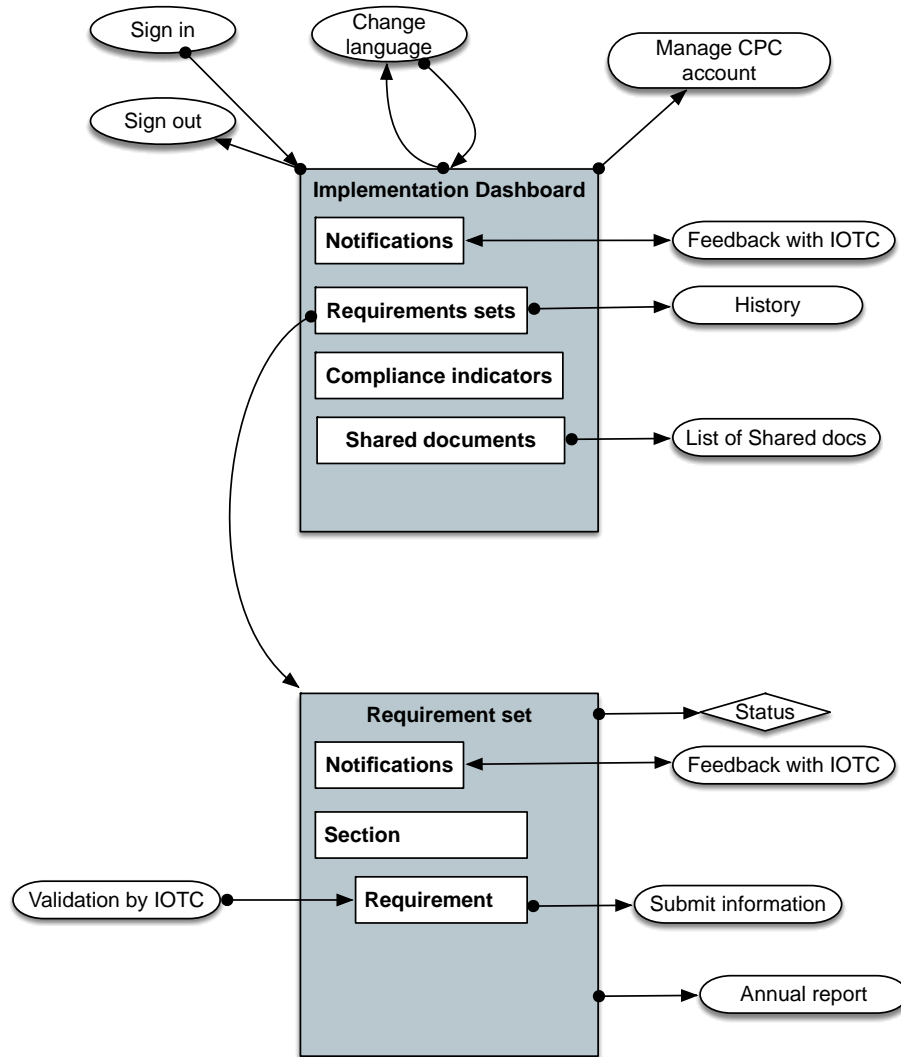 Sign in
Change
language
Manage CPC
account
Sign out
Implementation Dashboard
Notifications
Feedback with IOTC
Requirements sets
History
Compliance indicators
Shared documents
List of Shared docs
Requirement set
Status
Notifications
Feedback with IOTC
Section
Validation by IOTC
Requirement
Submit information
Annual report